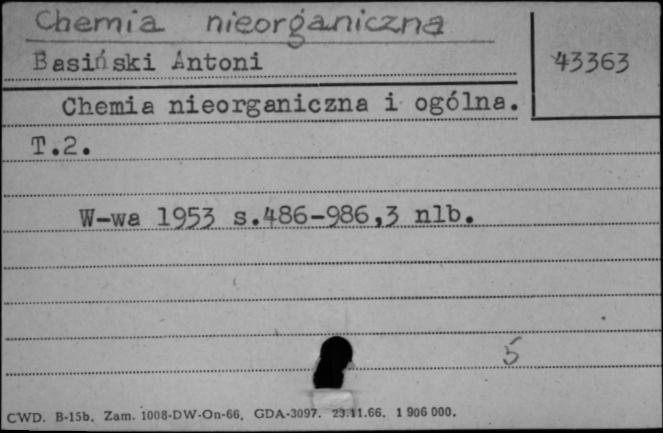 Chemia nieorganiczna
Basiński Antoni
43363
Chemia nieorganiczna i ogólna.
T.2.
W-wa 1953 s.486-986,3 nlb.
5
CWD. B-15b. Zam. 1008-DW-On-66. GDA-3097. 23.11.66. 1 906 000.